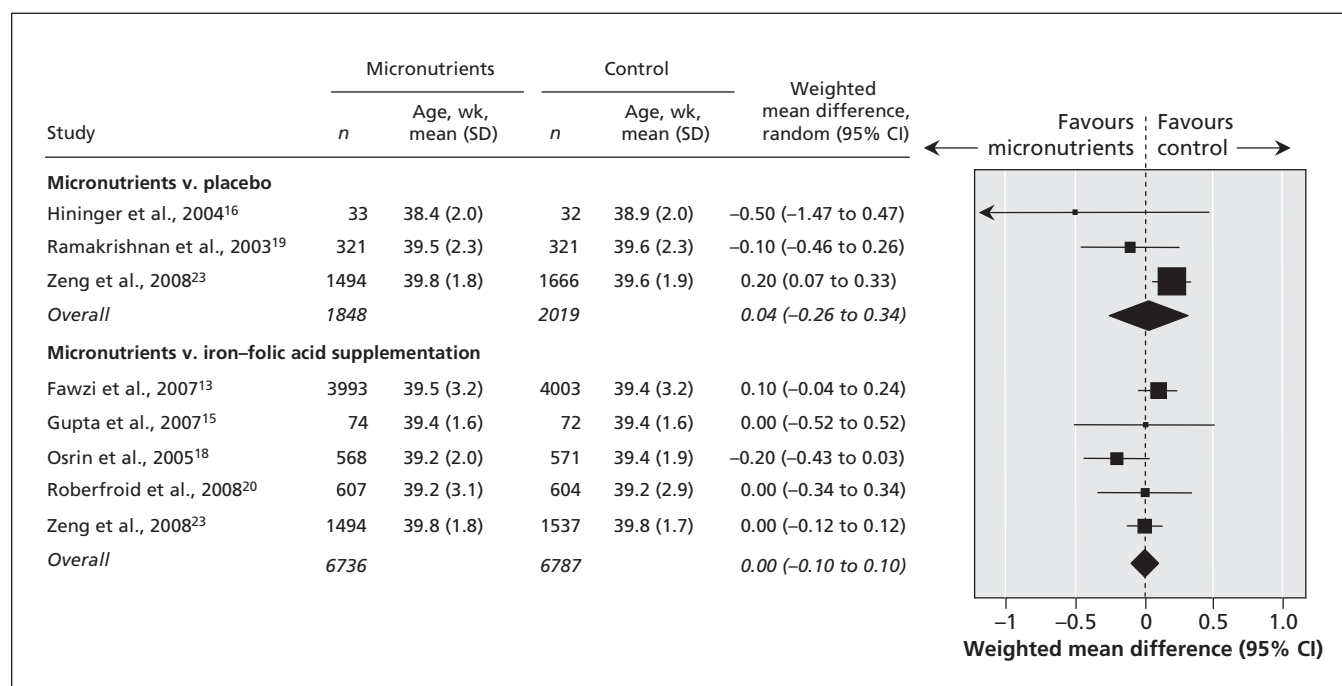 Micronutrients Control
Study n Age, wk, mean (SD) n Age, wk, mean (SD) Weighted mean difference, random (95% CI)
Favours micronutrients Favours control
Micronutrients v. placebo
Hininger et al., 2004¹⁶ 33 38.4 (2.0) 32 38.9 (2.0) −0.50 (−1.47 to 0.47)
Ramakrishnan et al., 2003¹⁹ 321 39.5 (2.3) 321 39.6 (2.3) −0.10 (−0.46 to 0.26)
Zeng et al., 2008²³ 1494 39.8 (1.8) 1666 39.6 (1.9) 0.20 (0.07 to 0.33)
Overall 1848 2019 0.04 (−0.26 to 0.34)
Micronutrients v. iron–folic acid supplementation
Fawzi et al., 2007¹³ 3993 39.5 (3.2) 4003 39.4 (3.2) 0.10 (−0.04 to 0.24)
Gupta et al., 2007¹⁵ 74 39.4 (1.6) 72 39.4 (1.6) 0.00 (−0.52 to 0.52)
Osrin et al., 2005¹⁸ 568 39.2 (2.0) 571 39.4 (1.9) −0.20 (−0.43 to 0.03)
Roberfroid et al., 2008²⁰ 607 39.2 (3.1) 604 39.2 (2.9) 0.00 (−0.34 to 0.34)
Zeng et al., 2008²³ 1494 39.8 (1.8) 1537 39.8 (1.7) 0.00 (−0.12 to 0.12)
Overall 6736 6787 0.00 (−0.10 to 0.10)
−1 −0.5 0 0.5 1.0
Weighted mean difference (95% CI)